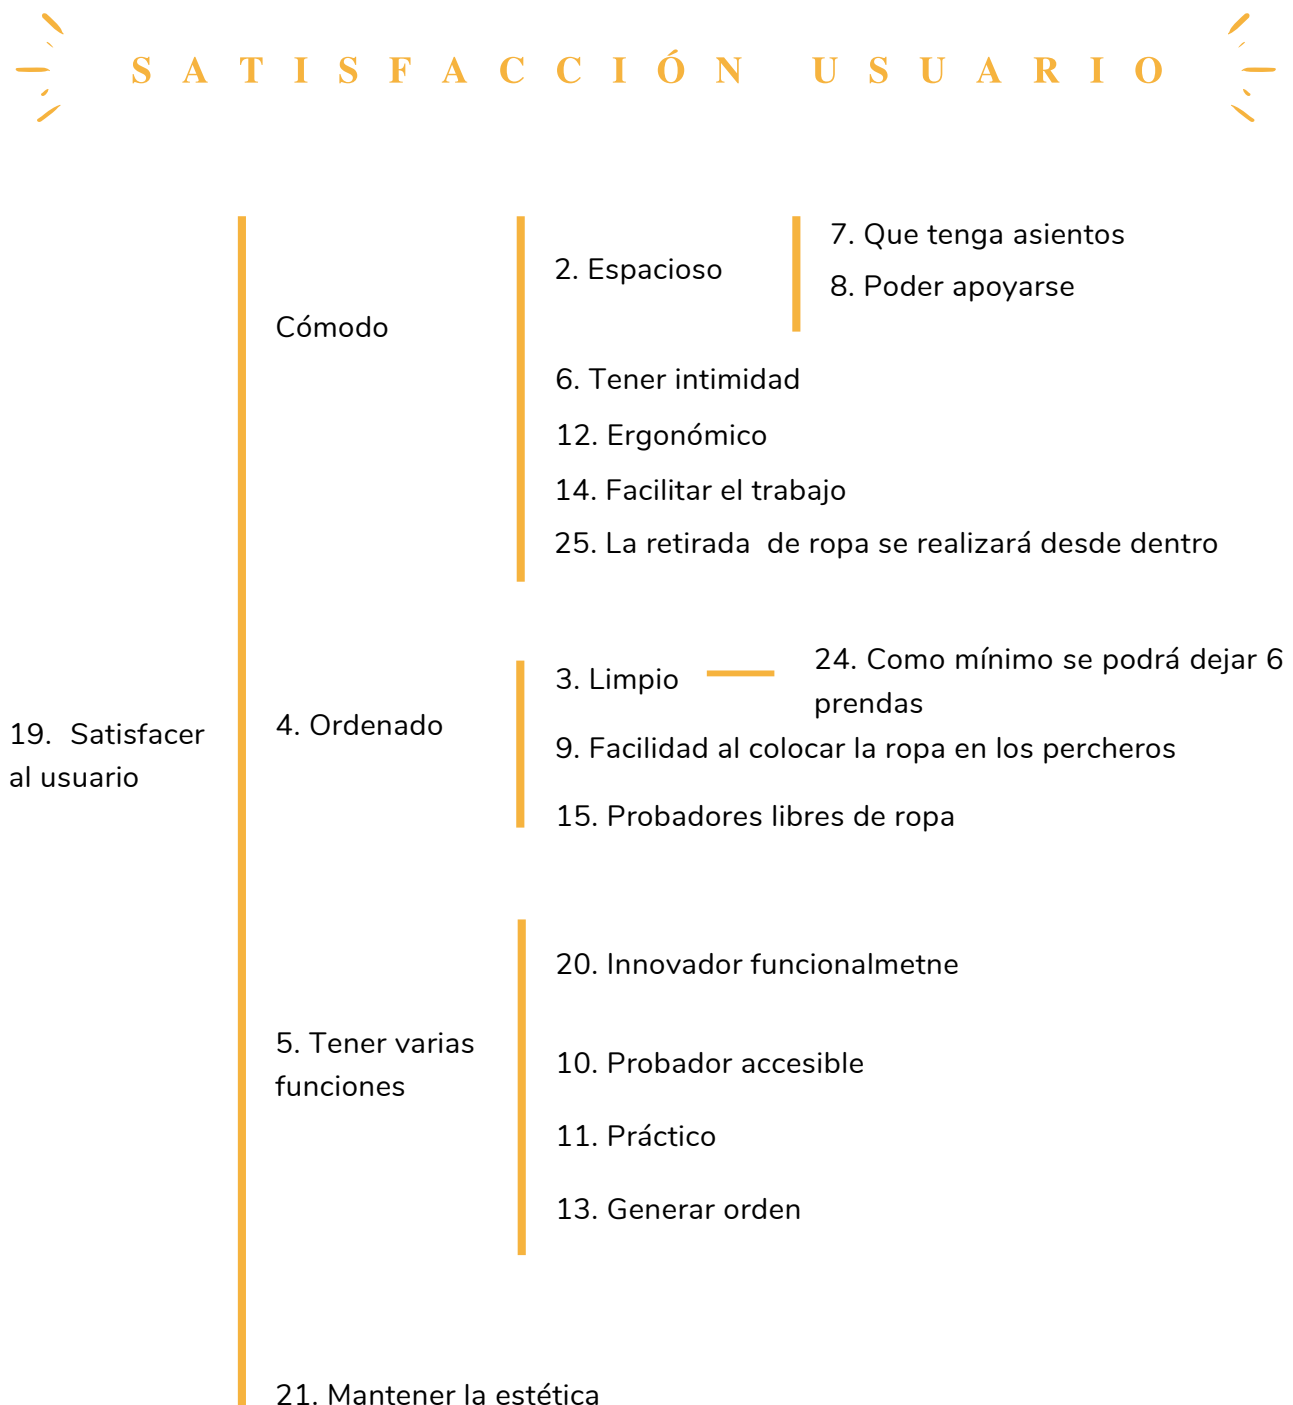 SATISFACCIÓN USUARIO
7. Que tenga asientos
2. Espacioso
8. Poder apoyarse
Cómodo
6. Tener intimidad
12. Ergonómico
14. Facilitar el trabajo
25. La retirada  de ropa se realizará desde dentro
3. Limpio
24. Como mínimo se podrá dejar 6
prendas
4. Ordenado
19.  Satisfacer
al usuario
9. Facilidad al colocar la ropa en los percheros
15. Probadores libres de ropa
20. Innovador funcionalmetne
5. Tener varias
funciones
10. Probador accesible
11. Práctico
13. Generar orden
21. Mantener la estética